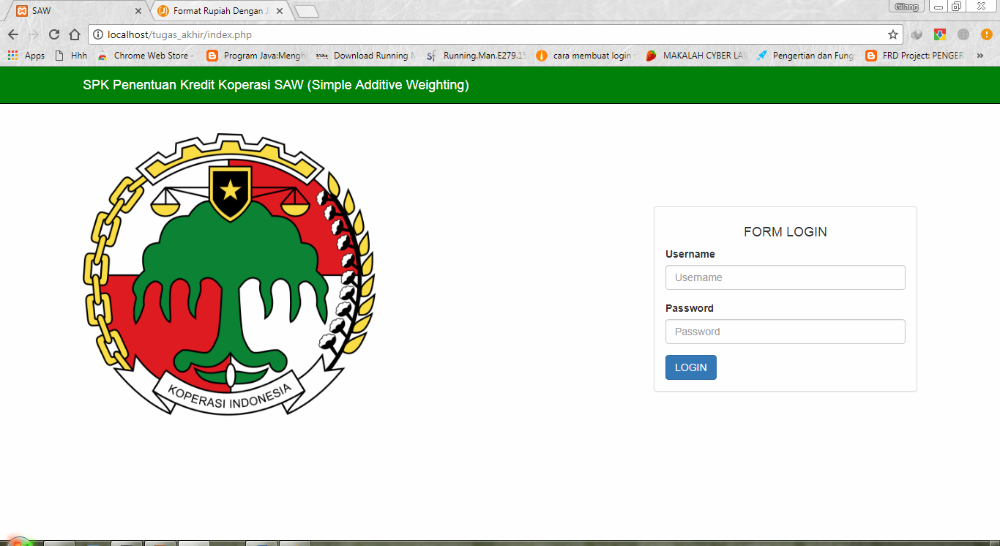 SAW
Format Rupiah Dengan J
Gilang
localhost/tugas_akhir/index.php
Apps
Hhh
Chrome Web Store -
Program Java:Mengh
Download Running M
Running.Man.E279.15
cara membuat login
MAKALAH CYBER LAW
Pengertian dan Fung
FRD Project: PENGER
SPK Penentuan Kredit Koperasi SAW (Simple Additive Weighting)
KOPERASI INDONESIA
FORM LOGIN
Username
Username
Password
Password
LOGIN